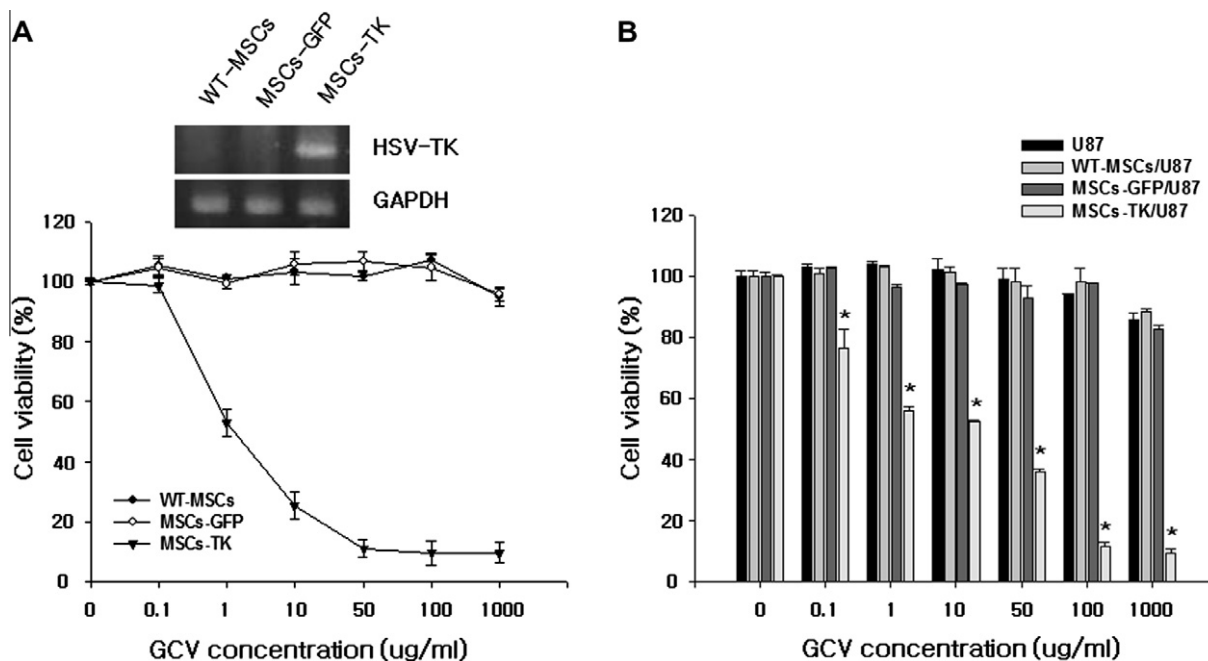 A
WT-MSCs
MSCs-GFP
MSCs-TK
HSV-TK
GAPDH
Cell viability (%)
120
100
80
60
40
20
0
WT-MSCs
MSCs-GFP
MSCs-TK
0 0.1 1 10 50 100 1000
GCV concentration (ug/ml)
B
U87
WT-MSCs/U87
MSCs-GFP/U87
MSCs-TK/U87
Cell viability (%)
120
100
80
60
40
20
0
* * * * * *
0 0.1 1 10 50 100 1000
GCV concentration (ug/ml)